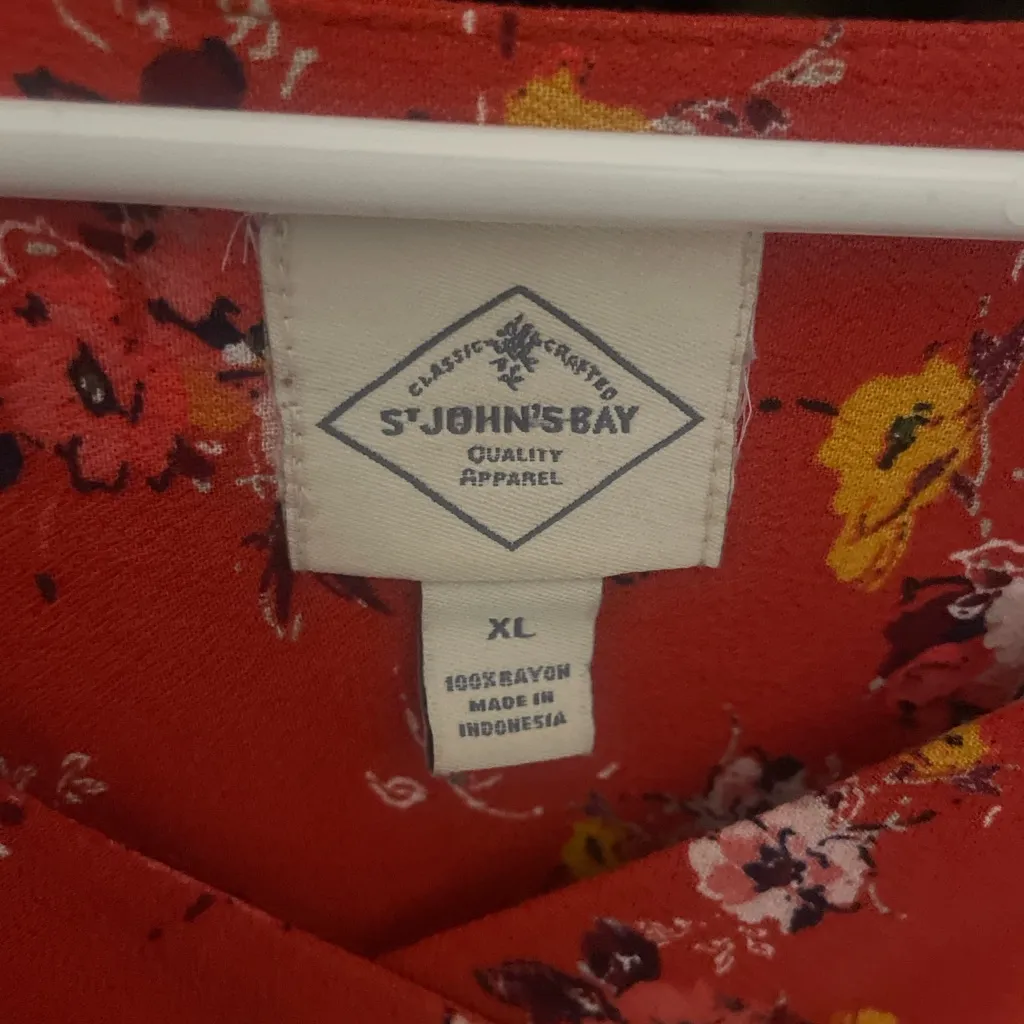 CLASSIC CRAFTED
ST JOHN'S BAY
QUALITY
APPAREL
XL
100% RAYON
MADE IN
INDONESIA